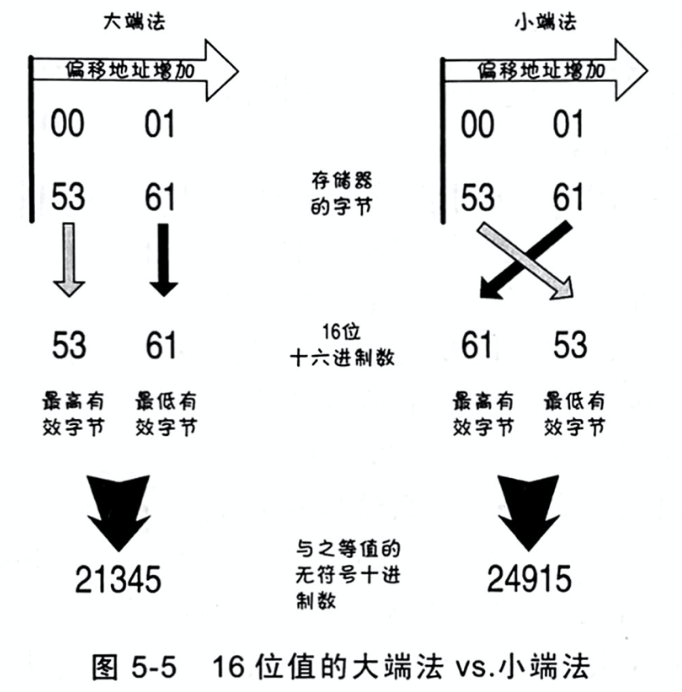 大端法 小端法
偏移地址增加 偏移地址增加
00 01 00 01
53 61 存储器 53 61
的字节
53 61 16位 61 53
十六进制数
最高有 最低有 最高有 最低有
效字节 效字节 效字节 效字节
21345 与之等值的 24915
无符号十进
制数
图 5-5 16 位值的大端法 vs.小端法